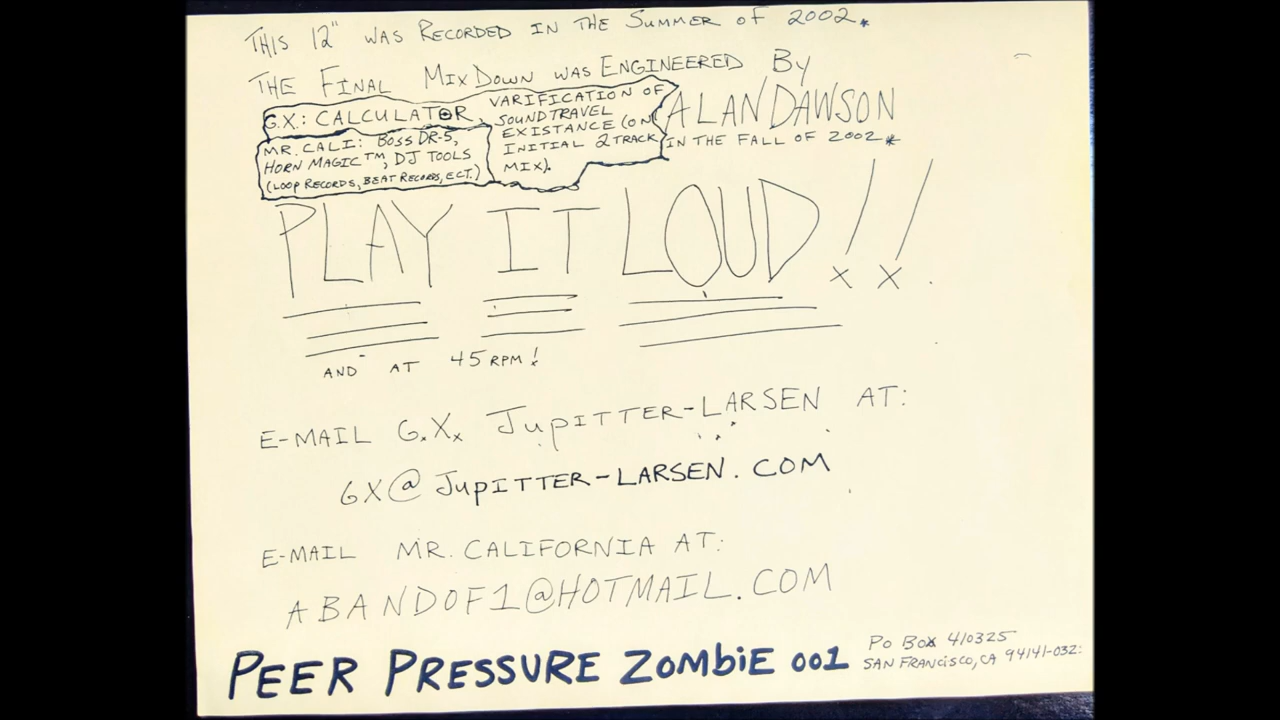 THIS 12" WAS RECORDED IN THE SUMMER OF 2002.
THE FINAL MIXDOWN WAS ENGINEERED BY
ALAN DAWSON
IN THE FALL OF 2002.
G.X.: CALCULATOR,
VARIFICATION OF
SOUNDTRAVEL
EXISTANCE (ON
INITIAL 2 TRACK
MIX).
MR. CALI: BOSS DR-5,
HORN MAGIC™, DJ TOOLS
(LOOP RECORDS, BEAT RECORDS, ECT.)
PLAY IT LOUD!!
AND AT 45 RPM!
E-MAIL G.X. JUPITTER-LARSEN AT:
GX@JUPITTER-LARSEN.COM
E-MAIL MR. CALIFORNIA AT:
ABANDOF1@HOTMAIL.COM
PEER PRESSURE ZOMBIE 001
PO BOX 410325
SAN FRANCISCO, CA 94141-032